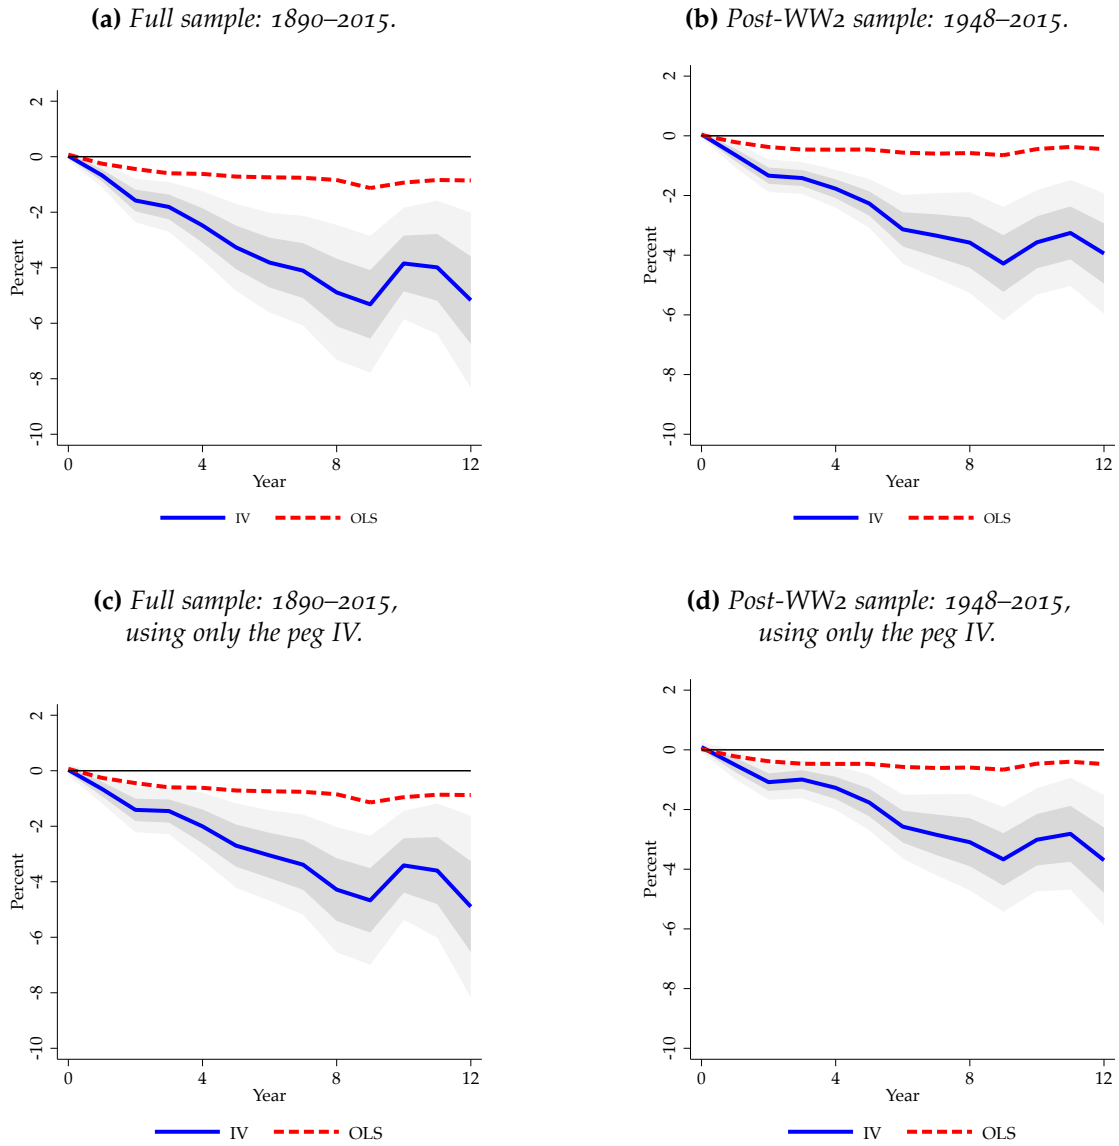 (a) Full sample: 1890–2015.
2
0
-2
-4
-6
-8
-10
Percent
0 4 8 12
Year
IV OLS
(b) Post-WW2 sample: 1948–2015.
2
0
-2
-4
-6
-8
-10
Percent
0 4 8 12
Year
IV OLS
(c) Full sample: 1890–2015,
using only the peg IV.
2
0
-2
-4
-6
-8
-10
Percent
0 4 8 12
Year
IV OLS
(d) Post-WW2 sample: 1948–2015,
using only the peg IV.
2
0
-2
-4
-6
-8
-10
Percent
0 4 8 12
Year
IV OLS